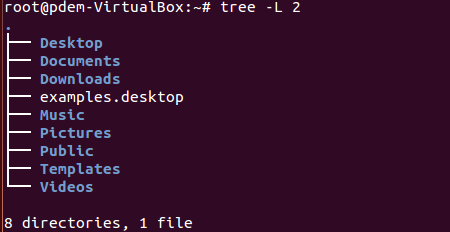 root@pdem-VirtualBox:~# tree -L 2
.
├── Desktop
├── Documents
├── Downloads
├── examples.desktop
├── Music
├── Pictures
├── Public
├── Templates
└── Videos

8 directories, 1 file